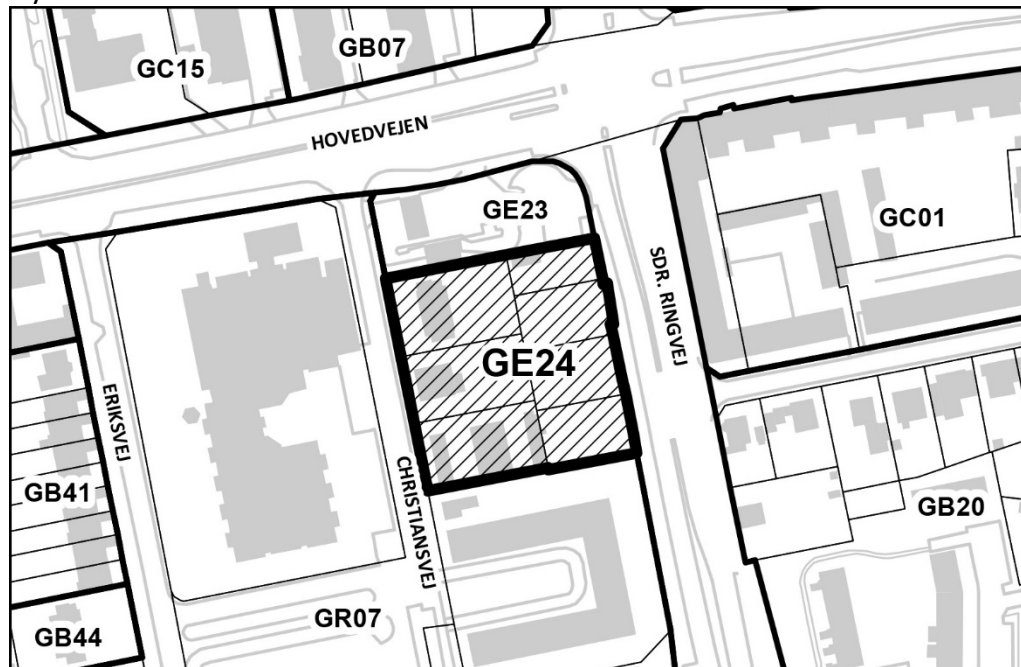 GC15
GB07
HOVEDVEJEN
GE23
GC01
SDR. RINGVEJ
GE24
ERIKSVEJ
CHRISTIANSVEJ
GB41
GB20
GR07
GB44